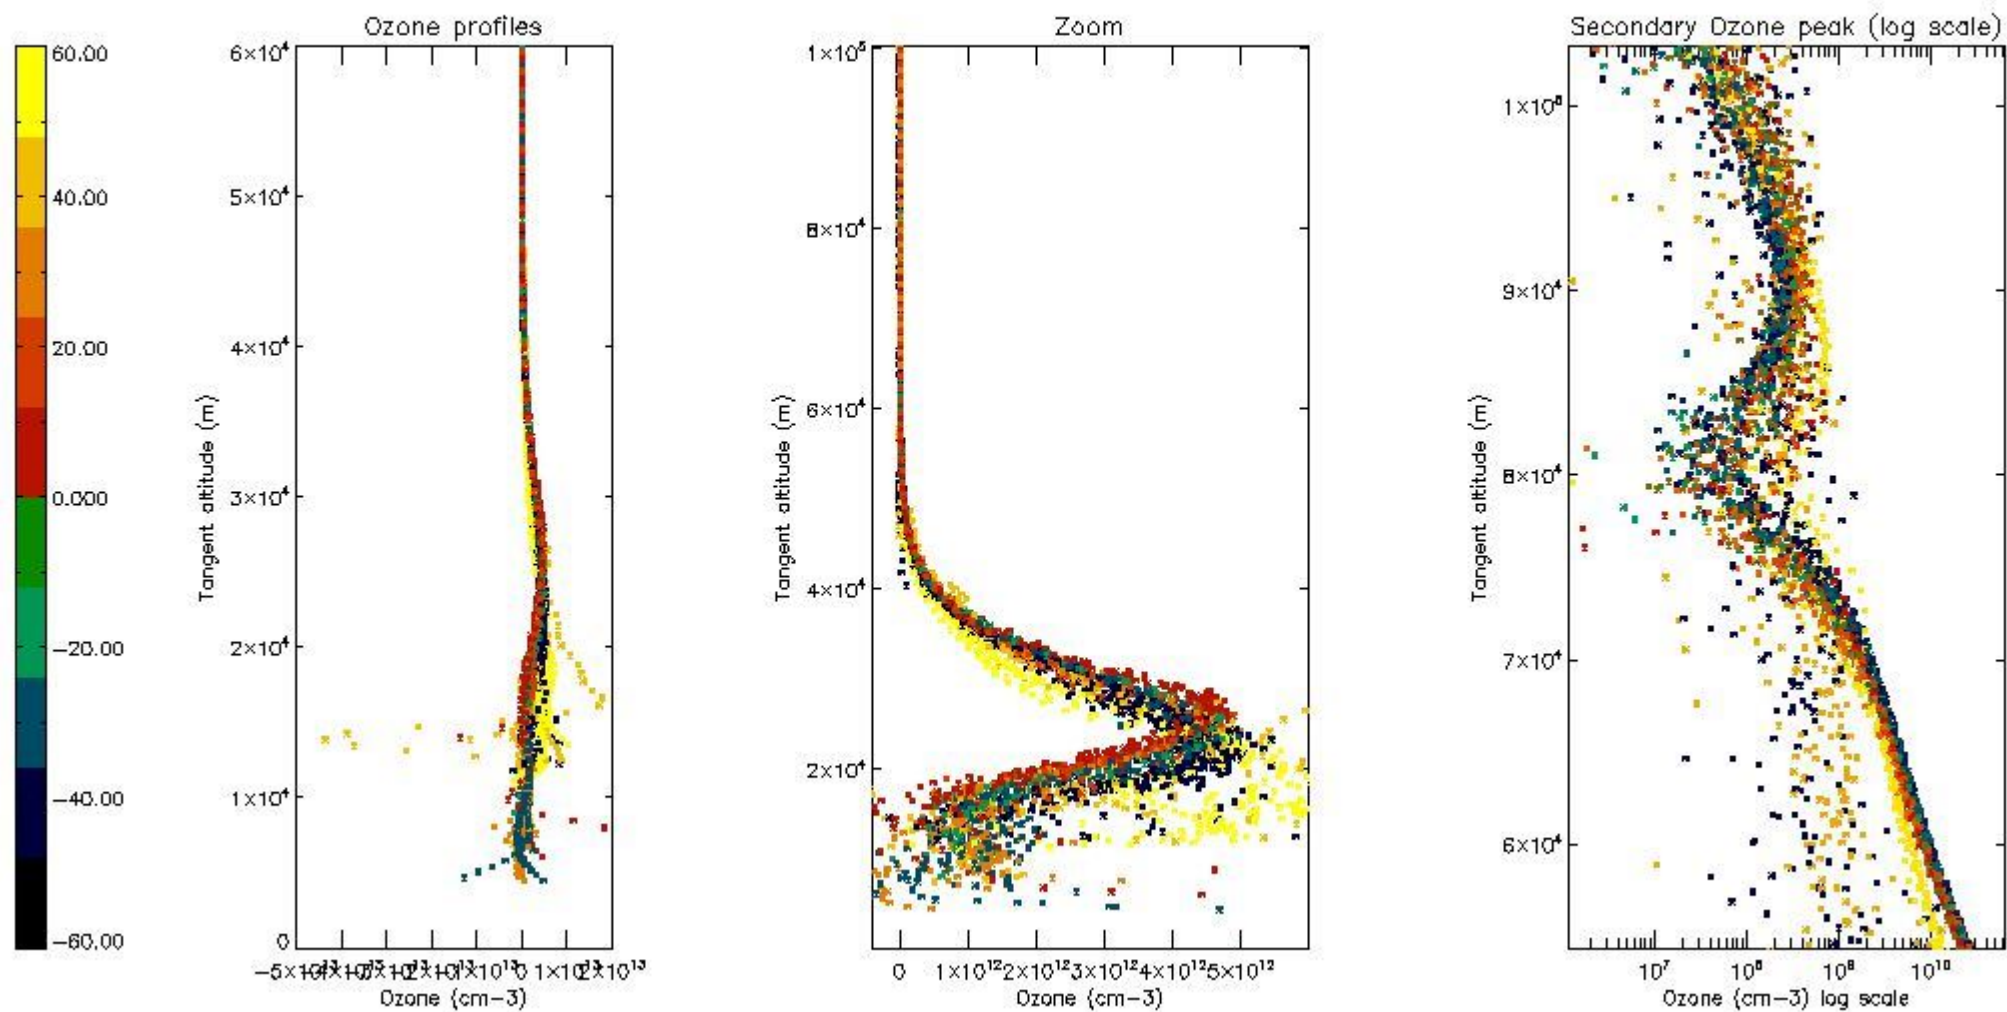 Ozone profiles
Zoom
Secondary Ozone peak (log scale)
60.00
40.00
20.00
0.000
−20.00
−40.00
−60.00
6×10⁴
5×10⁴
4×10⁴
3×10⁴
2×10⁴
1×10⁴
0
Tangent altitude (m)
0 1×10¹³ 2×10¹³
Ozone (cm−3)
1×10⁵
8×10⁴
6×10⁴
4×10⁴
2×10⁴
Tangent altitude (m)
0 1×10¹² 2×10¹² 3×10¹² 4×10¹² 5×10¹²
Ozone (cm−3)
9×10⁴
8×10⁴
7×10⁴
6×10⁴
Tangent altitude (m)
10⁷ 10⁸ 10⁹ 10¹⁰
Ozone (cm−3) log scale